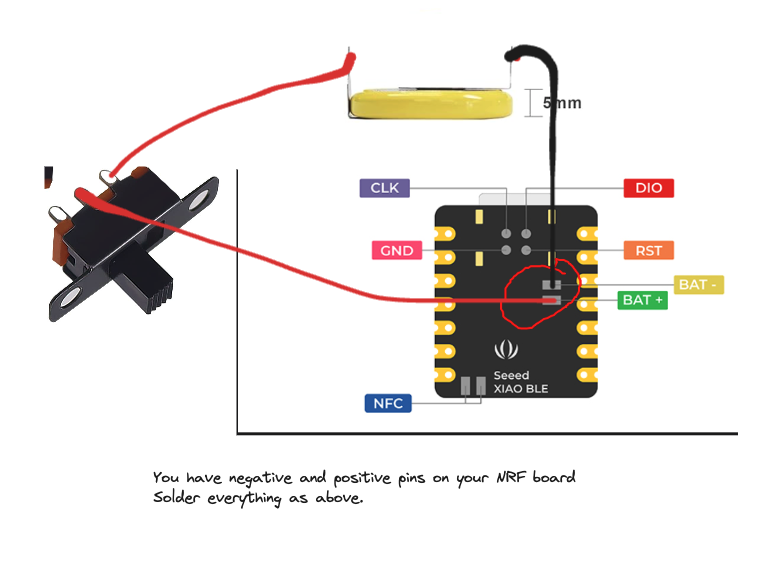 5mm
CLK
DIO
GND
RST
BAT -
BAT +
Seeed
XIAO BLE
NFC
You have negative and positive pins on your NRF board
Solder everything as above.